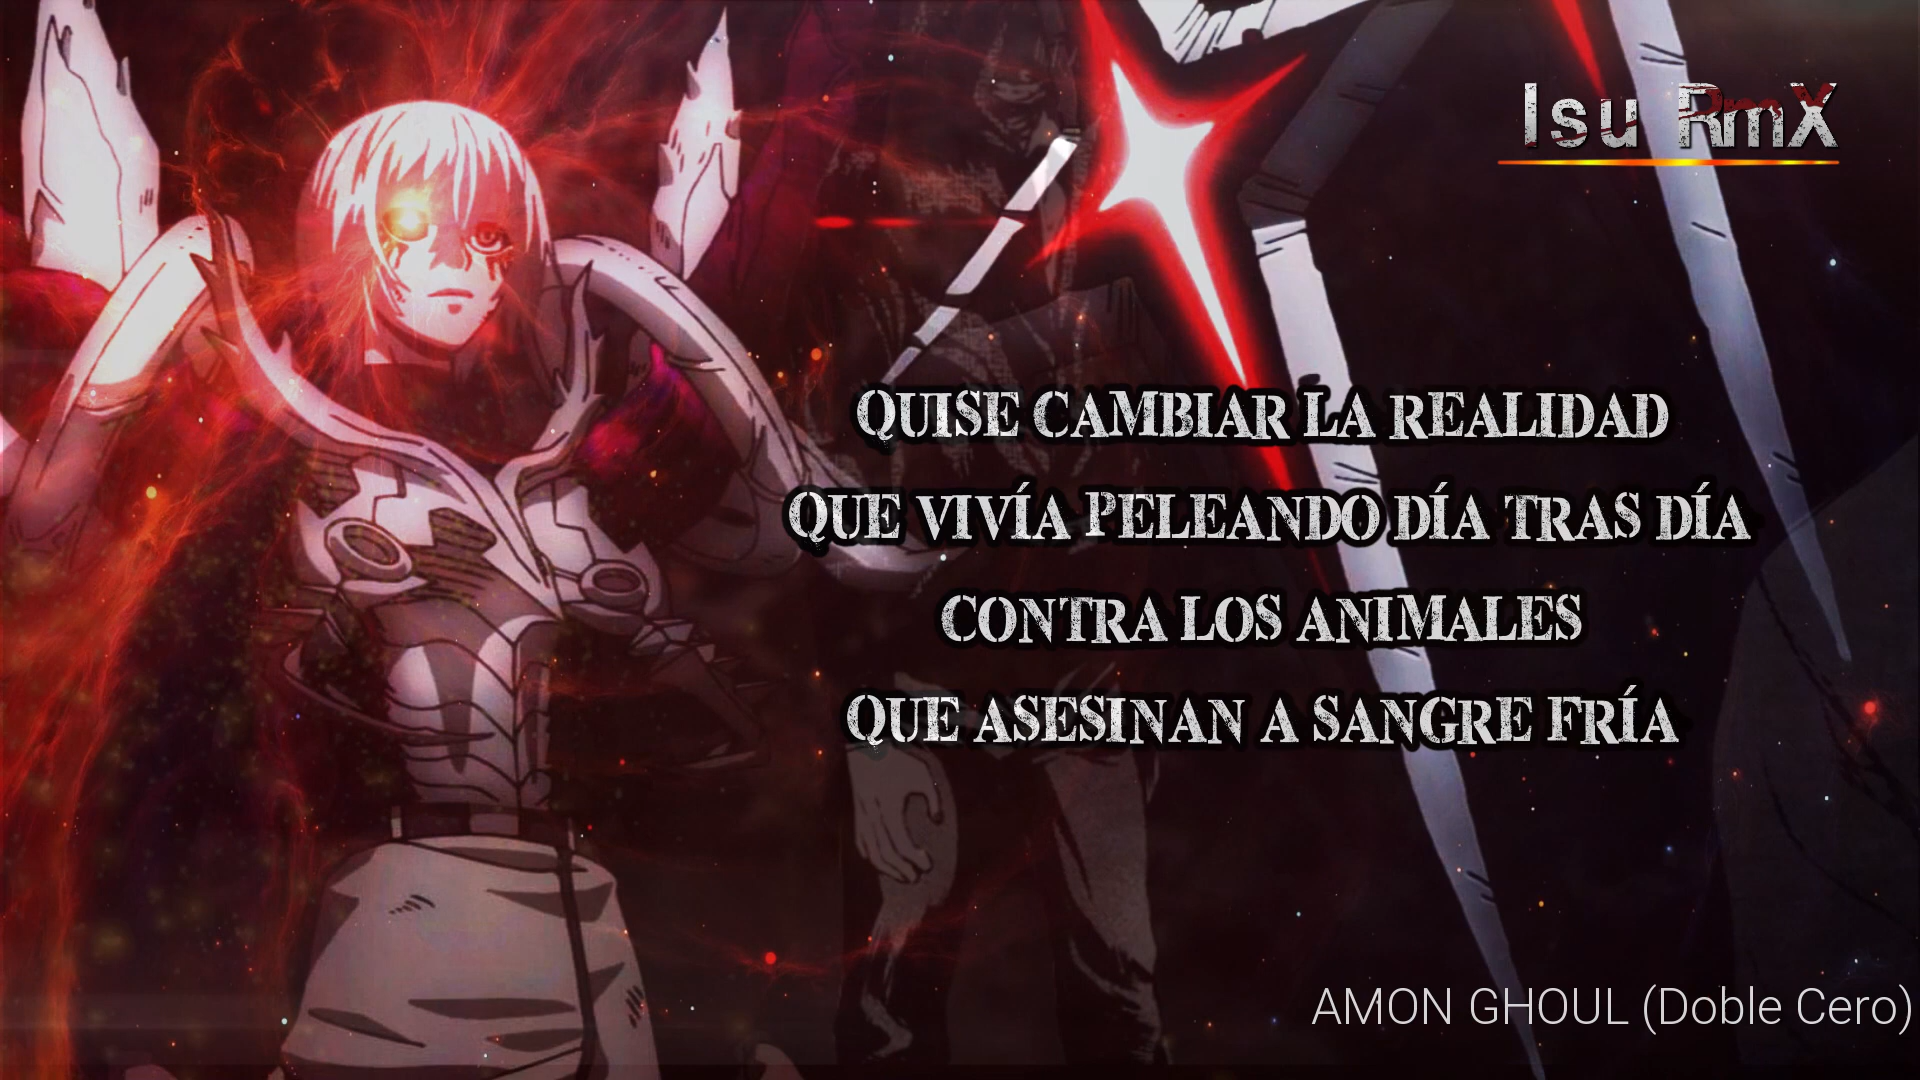 Isu RmX
QUISE CAMBIAR LA REALIDAD
QUE VIVÍA PELEANDO DÍA TRAS DÍA
CONTRA LOS ANIMALES
QUE ASESINAN A SANGRE FRÍA
AMON GHOUL (Doble Cero)